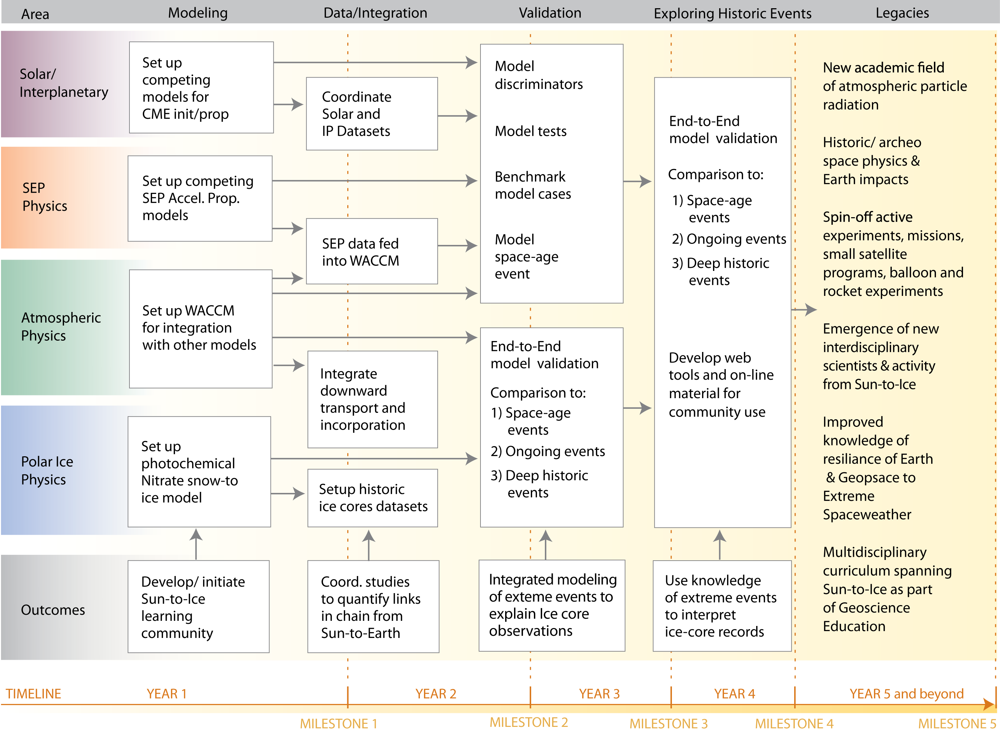 Area
Modeling
Data/Integration
Validation
Exploring Historic Events
Legacies
Solar/
Interplanetary
Set up
competing
models for
CME init/prop
Coordinate
Solar and
IP Datasets
Model
discriminators
Model tests
Benchmark
model cases
Model
space-age
event
SEP
Physics
Set up competing
SEP Accel. Prop.
models
SEP data fed
into WACCM
Atmospheric
Physics
Set up WACCM
for integration
with other models
Integrate
downward
transport and
incorporation
End-to-End
model validation
Comparison to:
1) Space-age
events
2) Ongoing events
3) Deep historic
events
Polar Ice
Physics
Set up
photochemical
Nitrate snow-to
ice model
Setup historic
ice cores datasets
End-to-End
model validation
Comparison to:
1) Space-age
events
2) Ongoing events
3) Deep historic
events
Develop web
tools and on-line
material for
community use
New academic field
of atmospheric particle
radiation
Historic/ archeo
space physics &
Earth impacts
Spin-off active
experiments, missions,
small satellite
programs, balloon and
rocket experiments
Emergence of new
interdisciplinary
scientists & activity
from Sun-to-Ice
Improved
knowledge of
resiliance of Earth
& Geopsace to
Extreme
Spaceweather
Multidisciplinary
curriculum spanning
Sun-to-Ice as part
of Geoscience
Education
Outcomes
Develop/ initiate
Sun-to-Ice
learning
community
Coord. studies
to quantify links
in chain from
Sun-to-Earth
Integrated modeling
of exteme events to
explain Ice core
observations
Use knowledge
of extreme events
to interpret
ice-core records
TIMELINE
YEAR 1
YEAR 2
YEAR 3
YEAR 4
YEAR 5 and beyond
MILESTONE 1
MILESTONE 2
MILESTONE 3
MILESTONE 4
MILESTONE 5